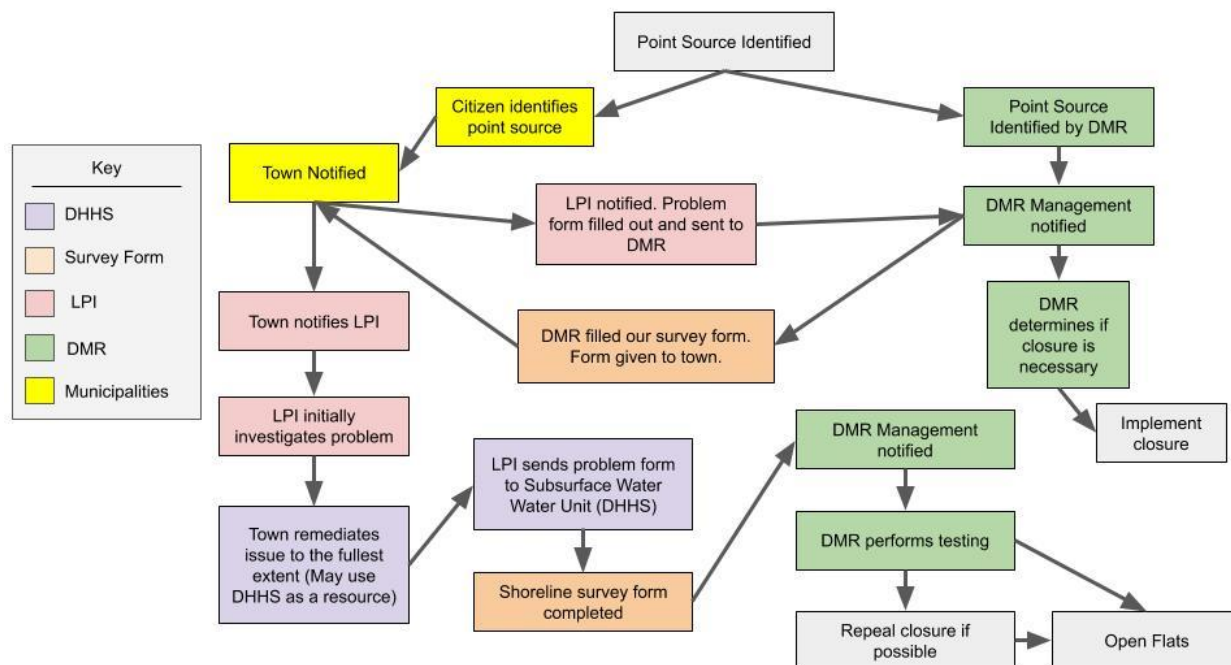 Point Source Identified
Citizen identifies
point source
Point Source
Identified by DMR
Key
DHHS
Survey Form
LPI
DMR
Municipalities
Town Notified
LPI notified. Problem
form filled out and sent to
DMR
DMR Management
notified
Town notifies LPI
DMR filled our survey form.
Form given to town.
DMR
determines if
closure is
necessary
LPI initially
investigates problem
Implement
closure
LPI sends problem form
to Subsurface Water
Water Unit (DHHS)
DMR Management
notified
Town remediates
issue to the fullest
extent (May use
DHHS as a resource)
DMR performs testing
Shoreline survey form
completed
Repeal closure if
possible
Open Flats